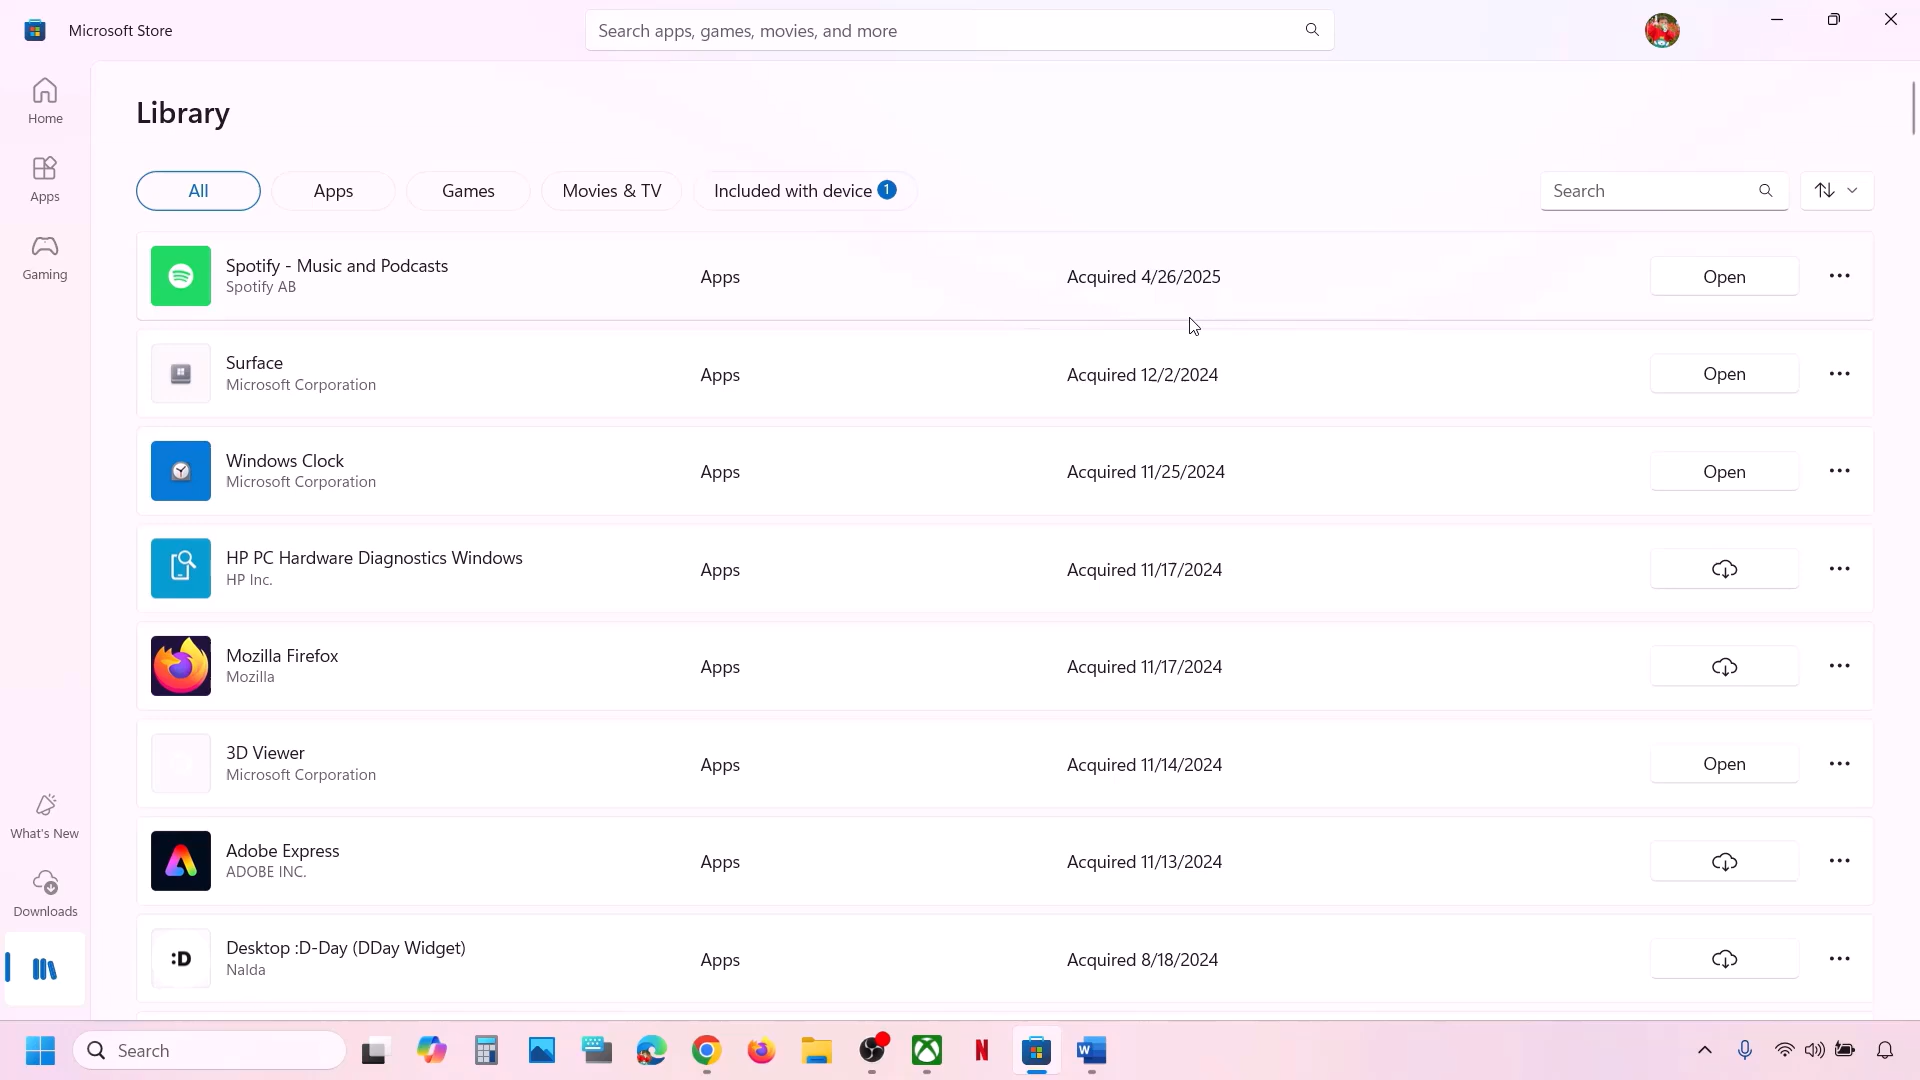 Microsoft Store
Search apps, games, movies, and more
Home
Apps
Gaming
What's New
Downloads
Library
All
Apps
Games
Movies & TV
Included with device 1
Search
Spotify - Music and Podcasts
Spotify AB
Apps
Acquired 4/26/2025
Open
Surface
Microsoft Corporation
Apps
Acquired 12/2/2024
Open
Windows Clock
Microsoft Corporation
Apps
Acquired 11/25/2024
Open
HP PC Hardware Diagnostics Windows
HP Inc.
Apps
Acquired 11/17/2024
Mozilla Firefox
Mozilla
Apps
Acquired 11/17/2024
3D Viewer
Microsoft Corporation
Apps
Acquired 11/14/2024
Open
Adobe Express
ADOBE INC.
Apps
Acquired 11/13/2024
:D
Desktop :D-Day (DDay Widget)
Nalda
Apps
Acquired 8/18/2024
Search